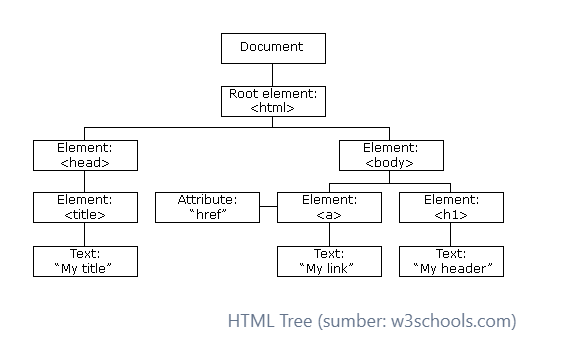 Document
Root element:
<html>
Element:
<head>
Element:
<body>
Element:
<title>
Attribute:
“href”
Element:
<a>
Element:
<h1>
Text:
“My title”
Text:
“My link”
Text:
“My header”
HTML Tree (sumber: w3schools.com)